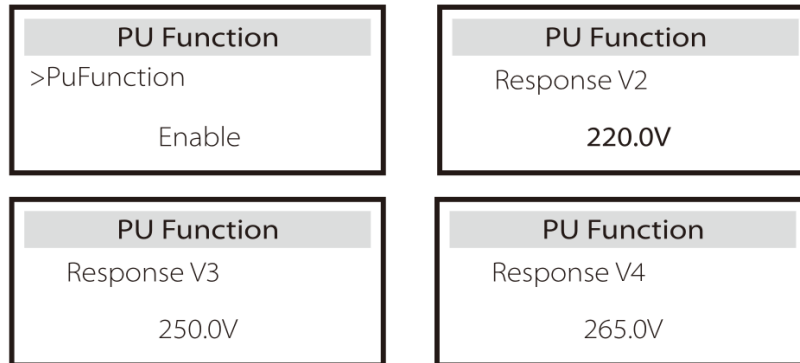 PU Function
>PuFunction
Enable
PU Function
Response V2
220.0V
PU Function
Response V3
250.0V
PU Function
Response V4
265.0V